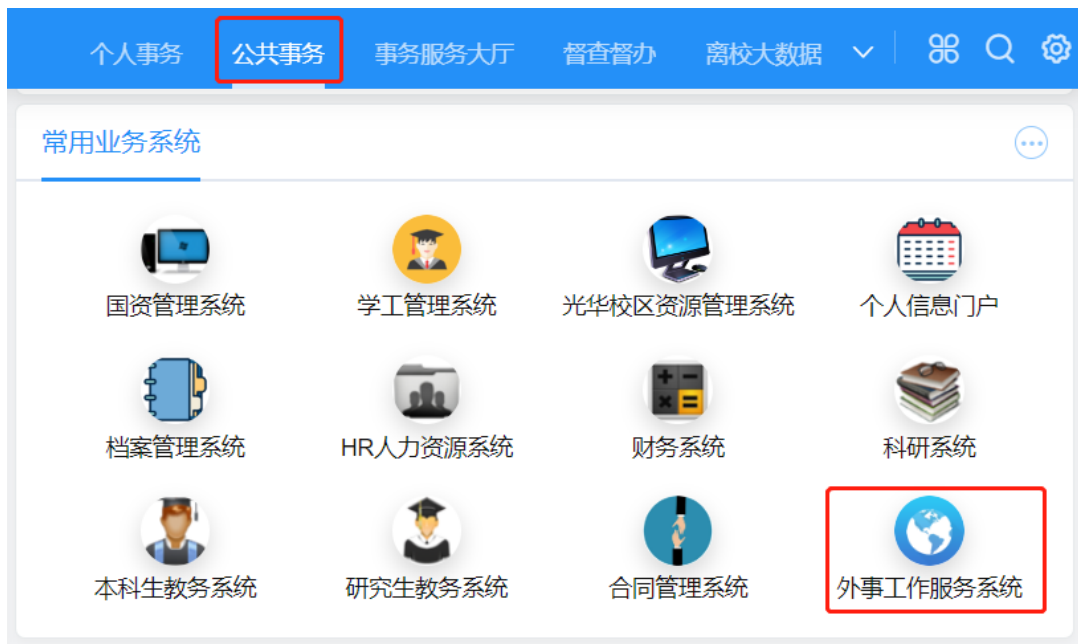 个人事务 公共事务 事务服务大厅 督查督办 离校大数据
常用业务系统
国资管理系统 学工管理系统 光华校区资源管理系统 个人信息门户
档案管理系统 HR人力资源系统 财务系统 科研系统
本科生教务系统 研究生教务系统 合同管理系统 外事工作服务系统